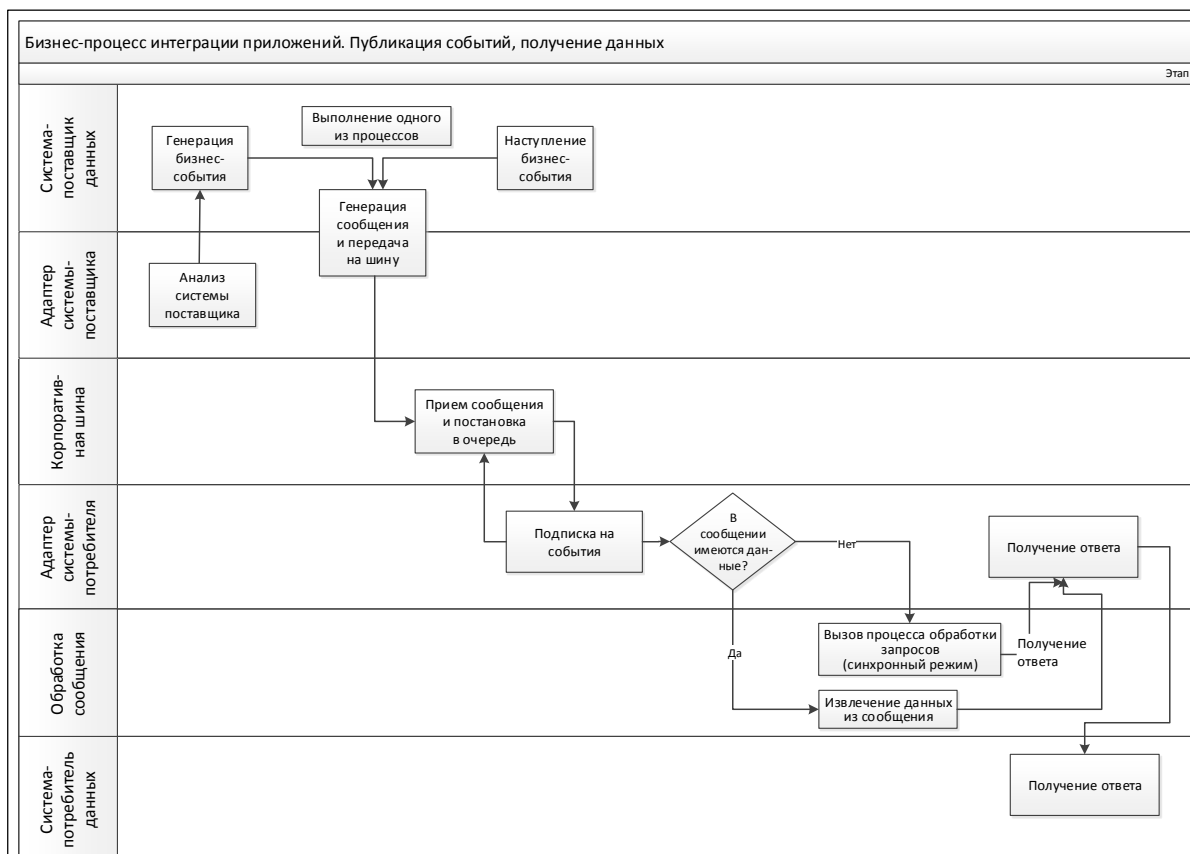 Бизнес-процесс интеграции приложений. Публикация событий, получение данных
Этап
Система-
поставщик
данных
Генерация
бизнес-
события
Выполнение одного
из процессов
Наступление
бизнес-
события
Генерация
сообщения
и передача
на шину
Адаптер
системы-
поставщика
Анализ
системы
поставщика
Корпоратив-
ная шина
Прием сообщения
и постановка
в очередь
Адаптер
системы-
потребителя
Подписка на
события
В
сообщении
имеются дан-
ные?
Нет
Получение ответа
Обработка
сообщения
Да
Вызов процесса обработки
запросов
(синхронный режим)
Получение
ответа
Извлечение данных
из сообщения
Система-
потребитель
данных
Получение ответа